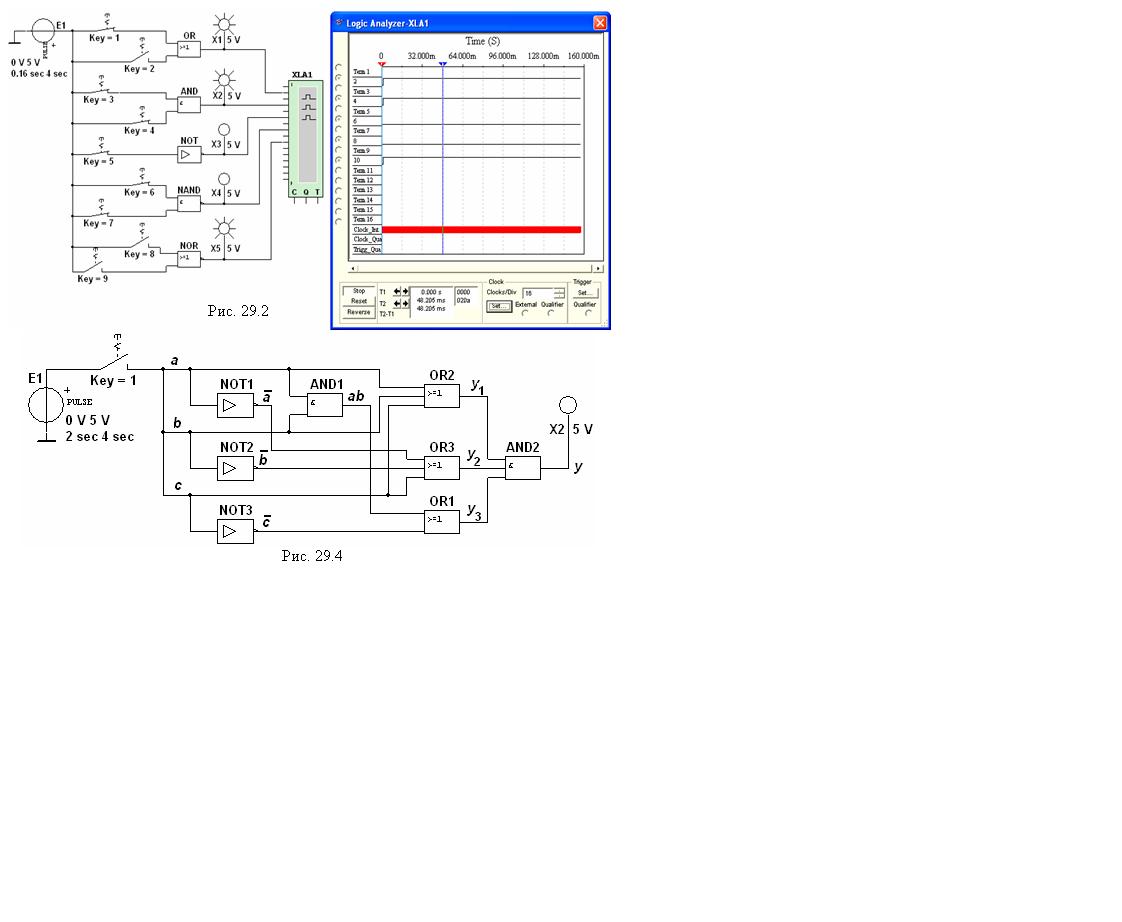 E1
Key = 1
PULSE
+
0 V 5 V
0.16 sec 4 sec
Key = 2
OR
>=1
X1 5 V
Key = 3
AND
&
X2 5 V
Key = 4
NOT
X3 5 V
Key = 5
NAND
&
X4 5 V
Key = 6
Key = 7
NOR
>=1
X5 5 V
Key = 8
Key = 9
XLA1
C Q T
Рис. 29.2
Logic Analyzer-XLA1
Time (S)
0 32.000m 64.000m 96.000m 128.000m 160.000m
Term 1
2
Term 3
4
Term 5
6
Term 7
8
Term 9
10
Term 11
Term 12
Term 13
Term 14
Term 15
Term 16
Clock_Int
Clock_Qua
Trigg_Qua
Stop
Reset
Reverse
T1
T2
T2-T1
0.000 s
48.205 ms
48.205 ms
0000
020a
Clock
Clocks/Div 16
Set...
External Qualifier
Trigger
Set...
Qualifier
E1
+
PULSE
0 V 5 V
2 sec 4 sec
Key = 1
a
NOT1
a̅
AND1
&
ab
OR2
>=1
y1
b
NOT2
b̅
OR3
>=1
y2
AND2
&
X2 5 V
y
c
NOT3
c̅
OR1
>=1
y3
Рис. 29.4